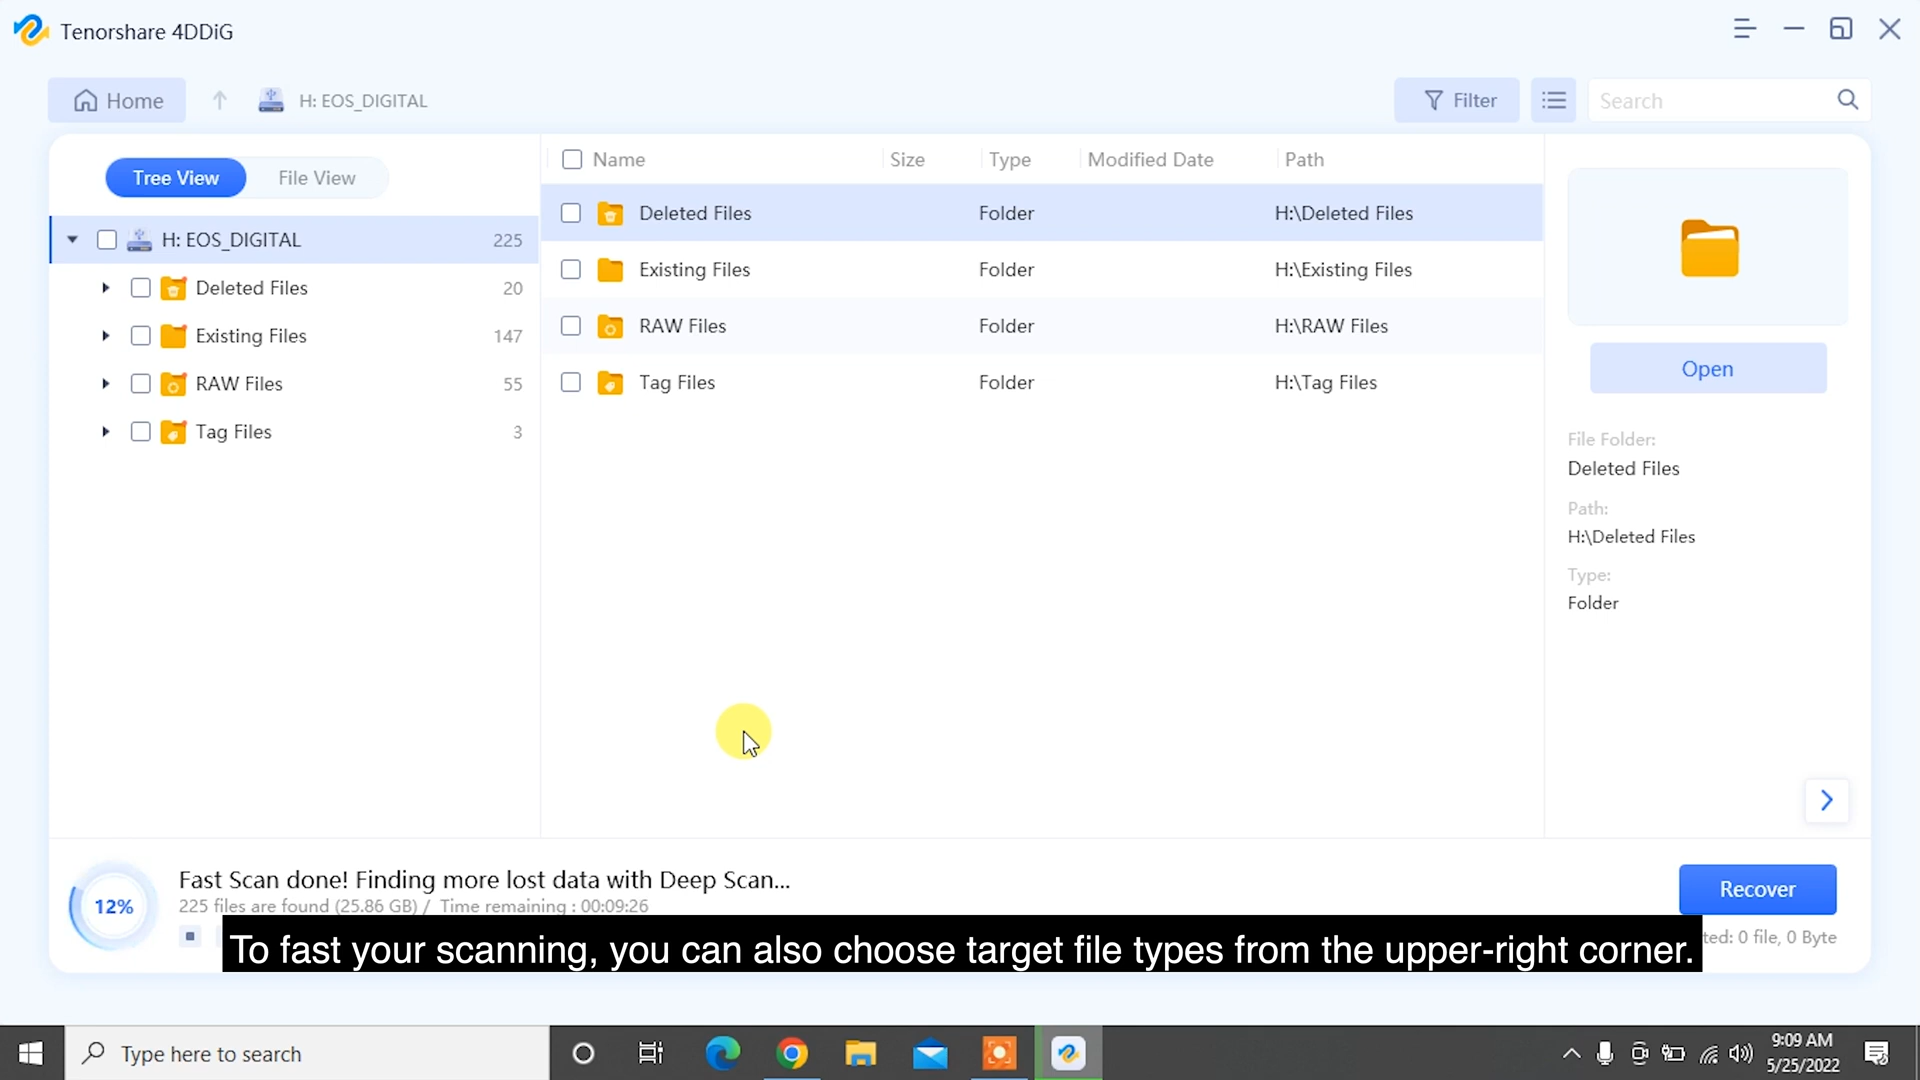 Tenorshare 4DDiG
Home
H: EOS_DIGITAL
Filter
Search
Tree View
File View
Name
Size
Type
Modified Date
Path
H: EOS_DIGITAL
225
Deleted Files
20
Existing Files
147
RAW Files
55
Tag Files
3
Deleted Files
Folder
H:\Deleted Files
Existing Files
Folder
H:\Existing Files
RAW Files
Folder
H:\RAW Files
Tag Files
Folder
H:\Tag Files
Open
File Folder:
Deleted Files
Path:
H:\Deleted Files
Type:
Folder
12%
Fast Scan done! Finding more lost data with Deep Scan...
225 files are found (25.86 GB) / Time remaining : 00:09:26
Recover
0 file, 0 Byte
To fast your scanning, you can also choose target file types from the upper-right corner.
Type here to search
9:09 AM
5/25/2022